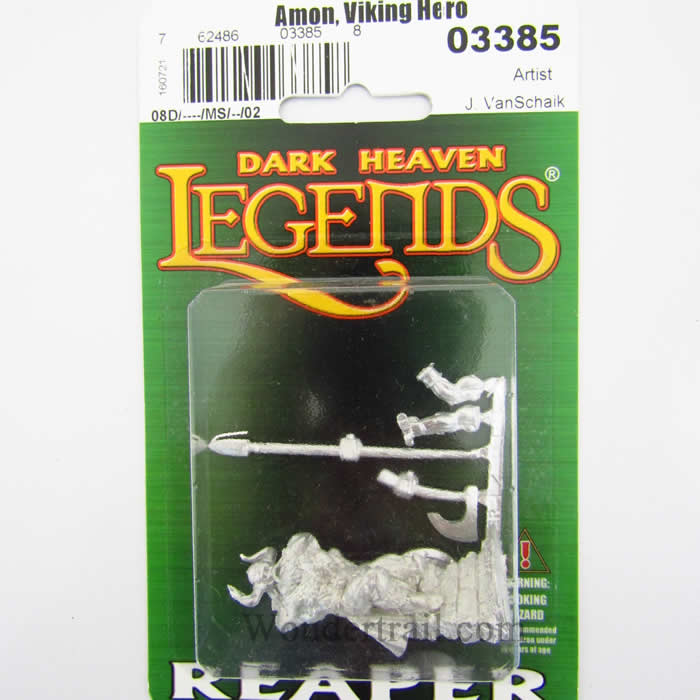 Amon, Viking Hero
7 62486 03385 8
03385
160721
Artist
J. VanSchaik
08D/----/MS/--/02
DARK HEAVEN
LEGENDS®
WARNING:
CHOKING
HAZARD
Wondertrail.com
REAPER